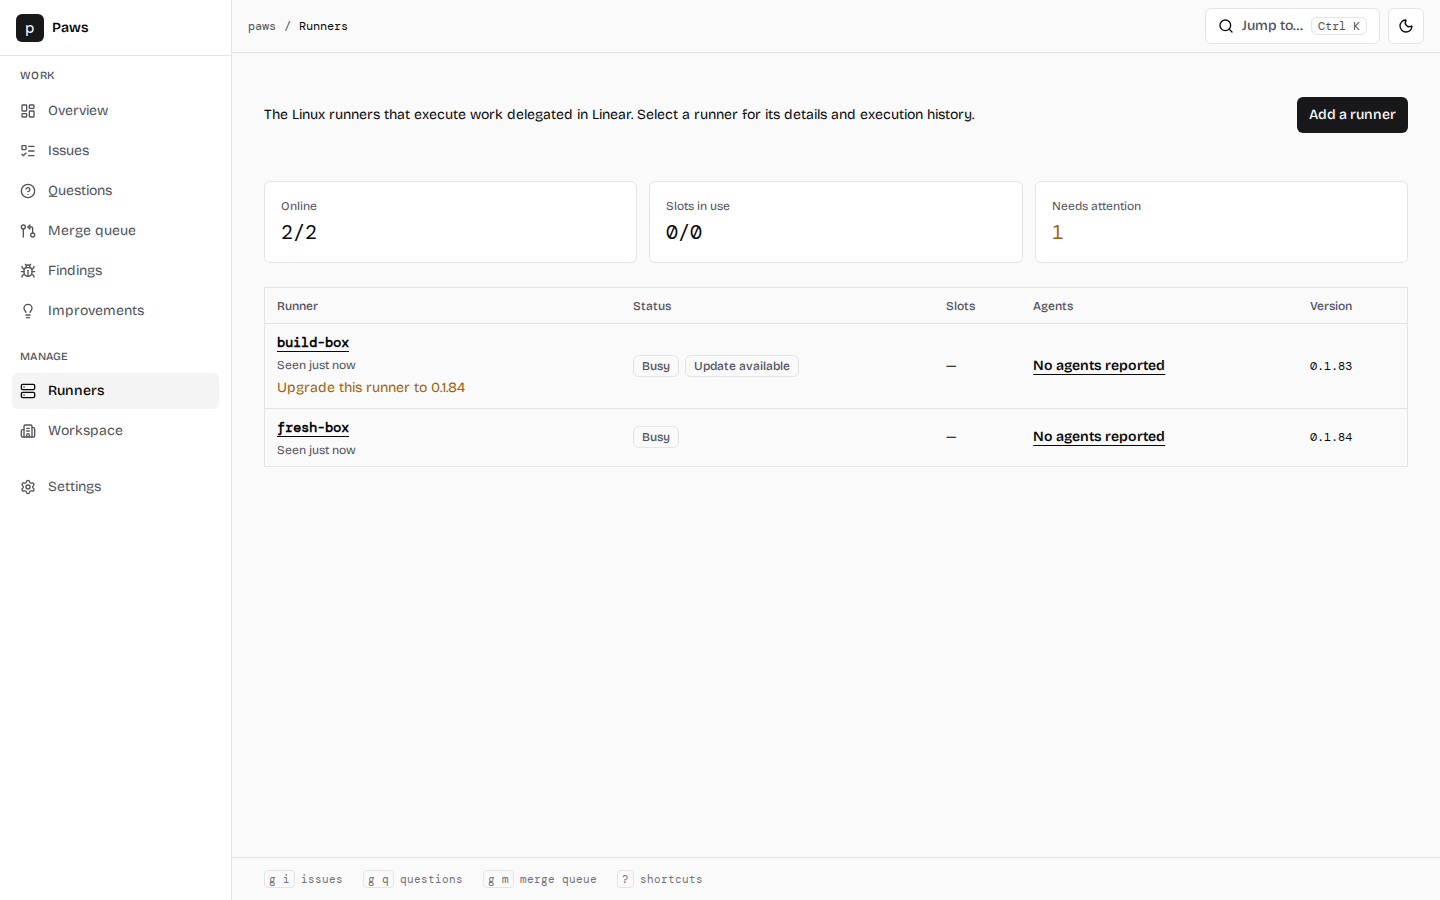 p Paws
paws / Runners
Jump to... Ctrl K
WORK
Overview
Issues
Questions
Merge queue
Findings
Improvements
MANAGE
Runners
Workspace
Settings
The Linux runners that execute work delegated in Linear. Select a runner for its details and execution history.
Add a runner
Online
2/2
Slots in use
0/0
Needs attention
1
Runner Status Slots Agents Version
build-box
Seen just now
Upgrade this runner to 0.1.84
Busy Update available — No agents reported 0.1.83
fresh-box
Seen just now
Busy — No agents reported 0.1.84
g i issues g q questions g m merge queue ? shortcuts